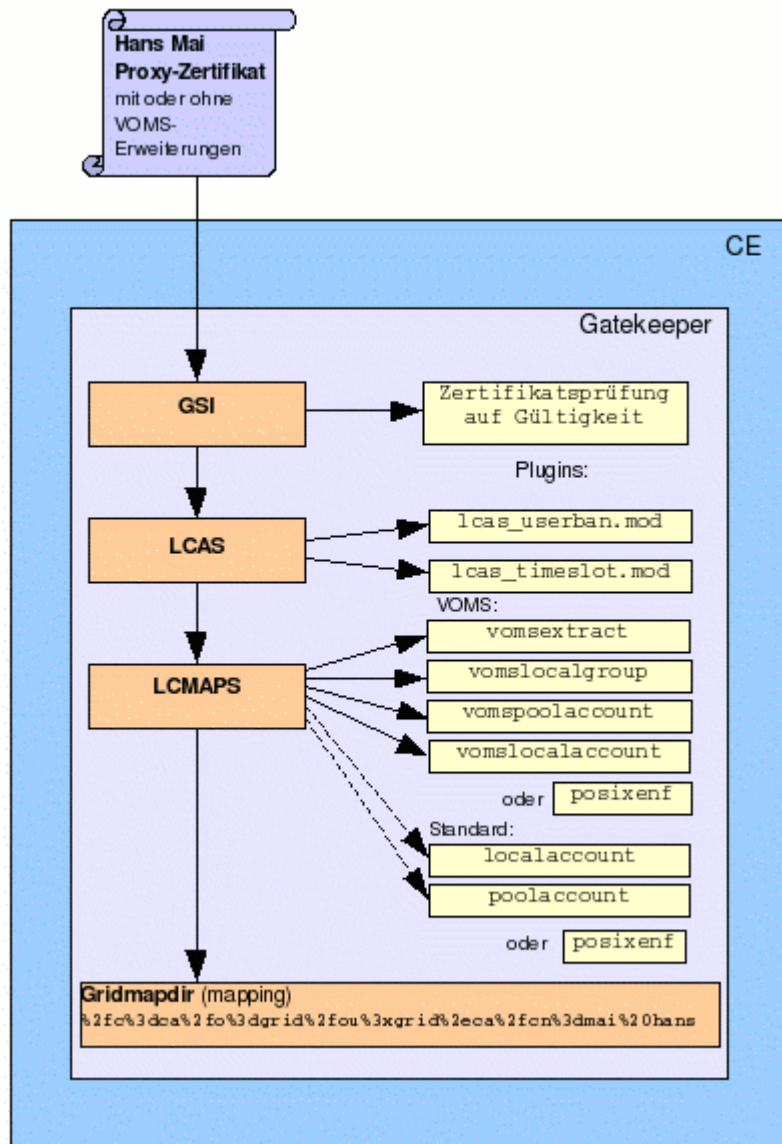 Hans Mai
Proxy-Zertifikat
mit oder ohne
VOMS-
Erweiterungen
CE
Gatekeeper
GSI
Zertifikatsprüfung
auf Gültigkeit
Plugins:
LCAS
lcas_userban.mod
lcas_timeslot.mod
VOMS:
LCMAPS
vomsextract
vomslocalgroup
vomspoolaccount
vomslocalaccount
oder posixenf
Standard:
localaccount
poolaccount
oder posixenf
Gridmapdir (mapping)
%2fc%3dca%2fo%3dgrid%2fou%3xgrid%2eca%2fcn%3dmai%20hans